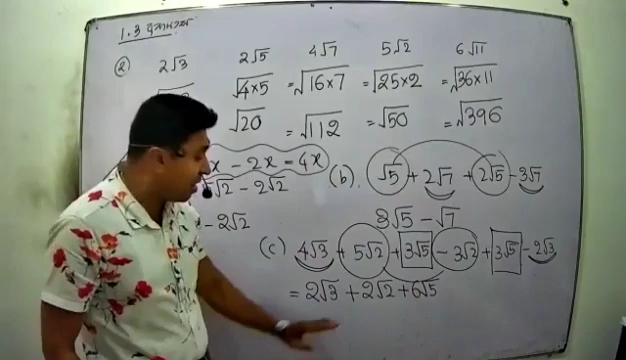 1.3
2√3 2√5 4√7 5√2 6√11
√4×5 = √16×7 = √25×2 = √36×11
√20 = √112 = √50 = √396
x - 2x = 4x (b). √5 + 2√7 + 2√5 - 3√7
√2 - 2√2
- 2√2 3√5 - √7
(c) 4√3 + 5√2 + 3√5 - 3√2 + 3√5 - 2√3
= 2√3 + 2√2 + 6√5